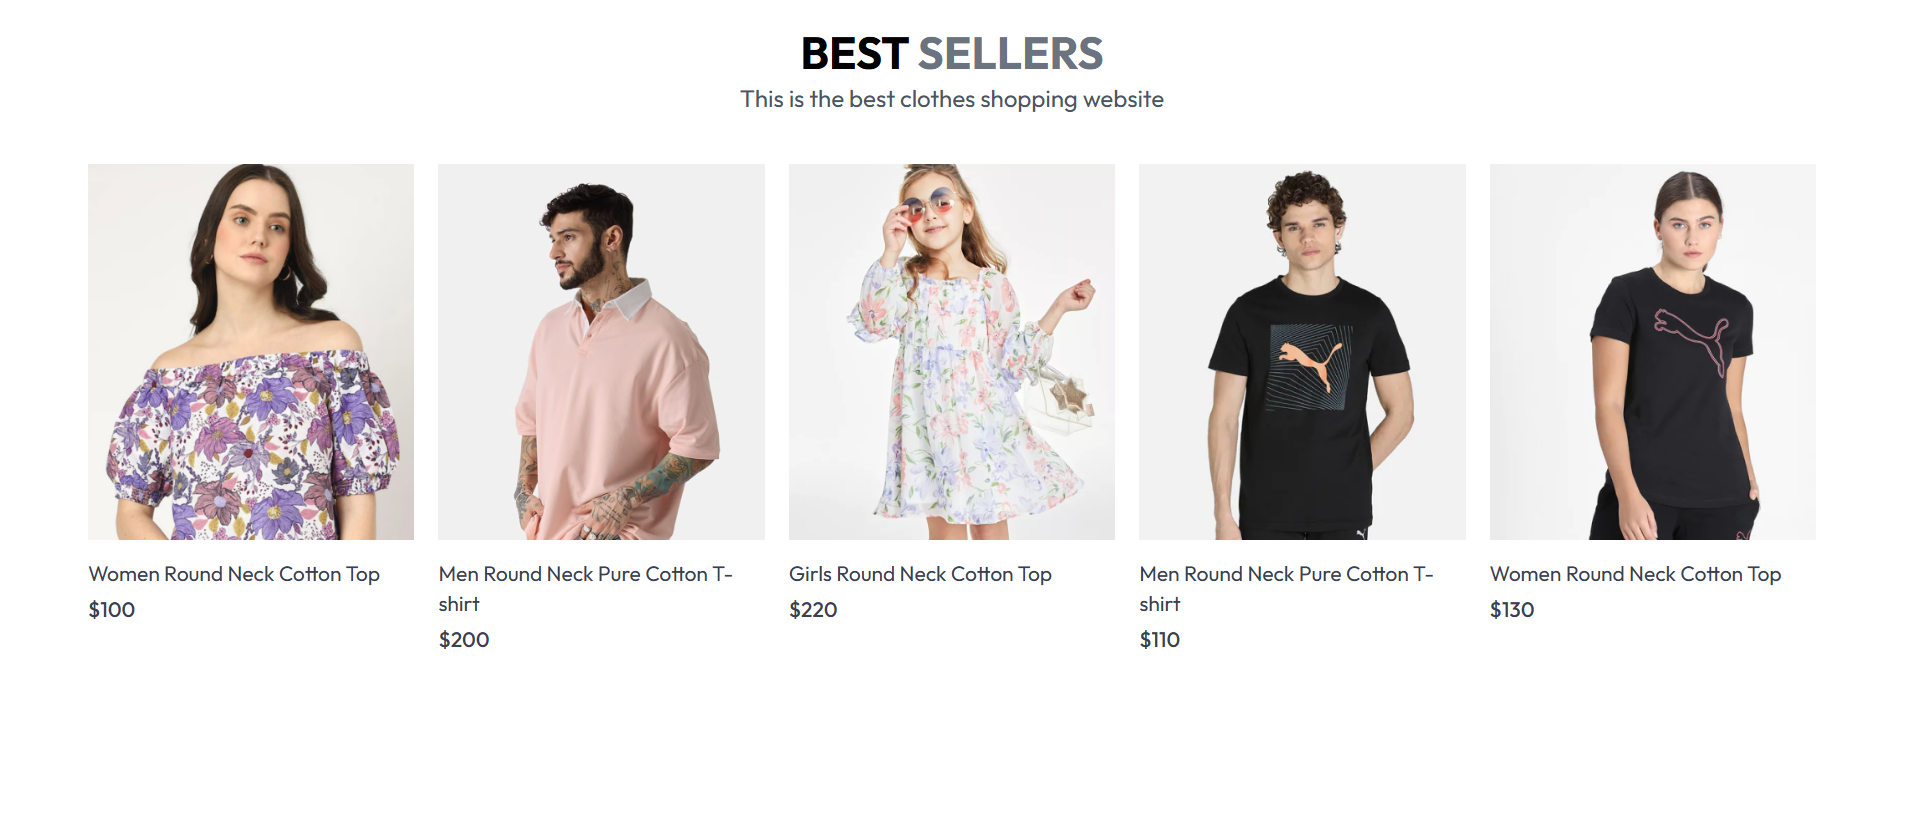 BEST SELLERS
This is the best clothes shopping website
Women Round Neck Cotton Top
$100
Men Round Neck Pure Cotton T-
shirt
$200
Girls Round Neck Cotton Top
$220
Men Round Neck Pure Cotton T-
shirt
$110
Women Round Neck Cotton Top
$130